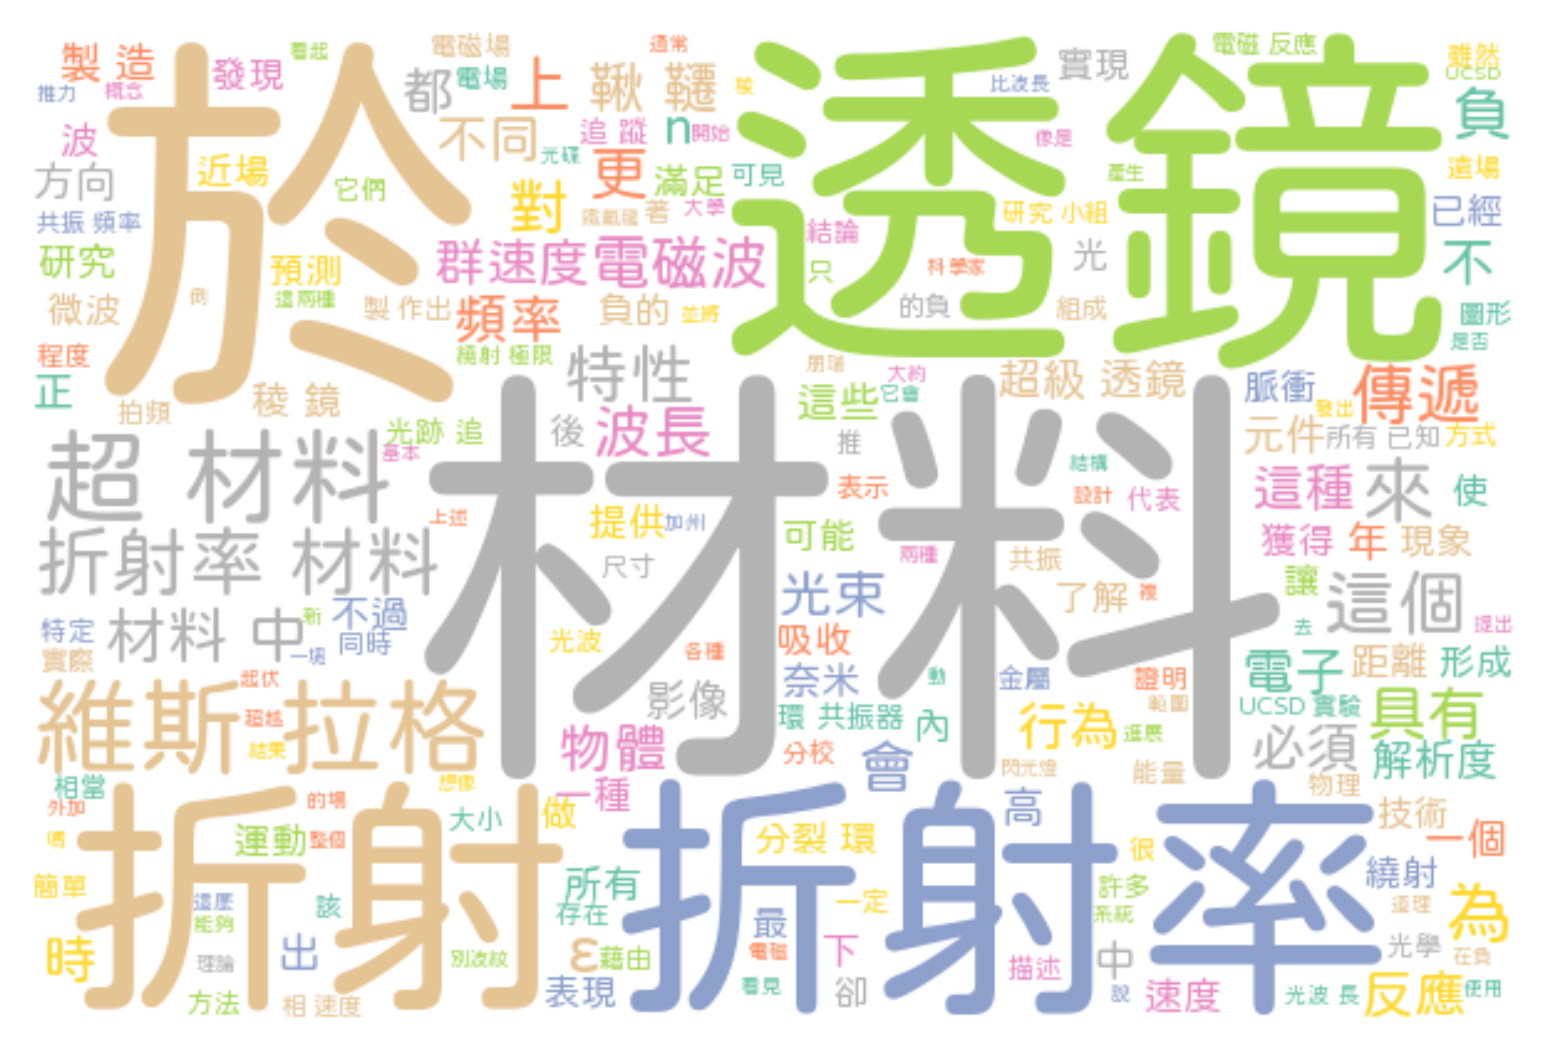 製 造
發現
看起
電磁場
電場
都
上
通常
鞦 韆
稜
比波長
實現
電磁 反應
雖然
UCSD
推力
概念
於
透鏡
波
不同
追 蹤
n
開始
像是
負
方向
近場
它們
光碟
對
更
滿足
可見
產生
遠場
共振 頻率
著
大學
結論
研究 小組
已經
研究
預測
群速度
電磁波
只
科學家
光
不
微波
倒
這兩種
製 作出
頻率
負的
並將
的負
組成
圖形
程度
繞射 極限
是否
正
拍頻
稜 鏡
特性
朋瑞
大約
這些
它會
超級 透鏡
脈衝
傳遞
發出
超 材料
光跡 追
基本
後
波長
推
元件
所有 已知
方式
材料
上述
提供
加州
表示
結構
設計
代表
這種
來
使
折射率 材料
尺寸
可能
兩種
共振
獲得
年
現象
特定
材料 中
新
不過
光束
了解
複
讓
這個
實際
一塊
同時
光波
各種
吸收
去
提出
維斯 拉格
起伏
超越
結果
影像
奈米
動
金屬
證明
範圍
電子
距離
形成
物體
環 共振器
內
行為
進展
UCSD 實驗
具有
相當
想像
分校
會
閃光燈
能量
必須
解析度
外加
的場
一種
物理
折射
折射率
情
運動
整個
大小
做
分裂 環
高
很
技術
一個
簡單
這麼
能夠
該
所有
存在
最
一定
許多
系統
繞射
道理
為
時
理論
出
別波紋
ε
藉由
電磁
下
描述
中
光學
在負
方法
相 速度
表現
看見
卻
說
速度
光波 長
反應
使用